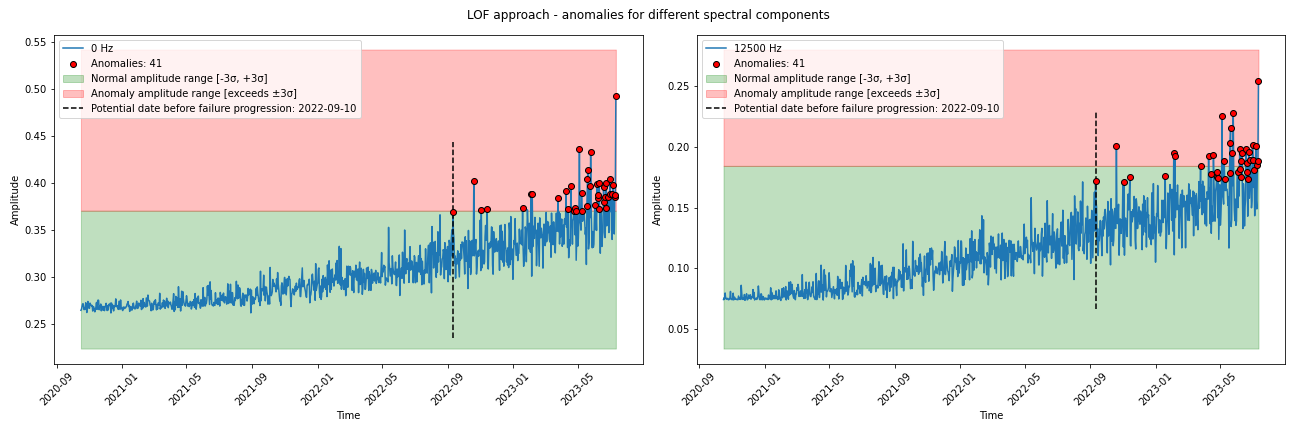 LOF approach - anomalies for different spectral components
0.55
0.50
0.45
0.40
0.35
0.30
0.25
Amplitude
0 Hz
Anomalies: 41
Normal amplitude range [-3σ, +3σ]
Anomaly amplitude range [exceeds ±3σ]
Potential date before failure progression: 2022-09-10
2020-09
2021-01
2021-05
2021-09
2022-01
2022-05
2022-09
2023-01
2023-05
Time
0.25
0.20
0.15
0.10
0.05
Amplitude
12500 Hz
Anomalies: 41
Normal amplitude range [-3σ, +3σ]
Anomaly amplitude range [exceeds ±3σ]
Potential date before failure progression: 2022-09-10
2020-09
2021-01
2021-05
2021-09
2022-01
2022-05
2022-09
2023-01
2023-05
Time